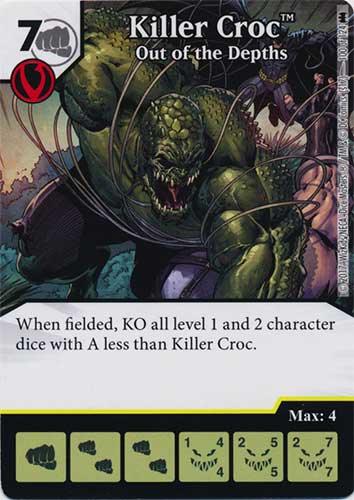 7
Killer Croc™
Out of the Depths
When fielded, KO all level 1 and 2 character
dice with A less than Killer Croc.
Max: 4
1 4 4
2 5 5
2 7 7